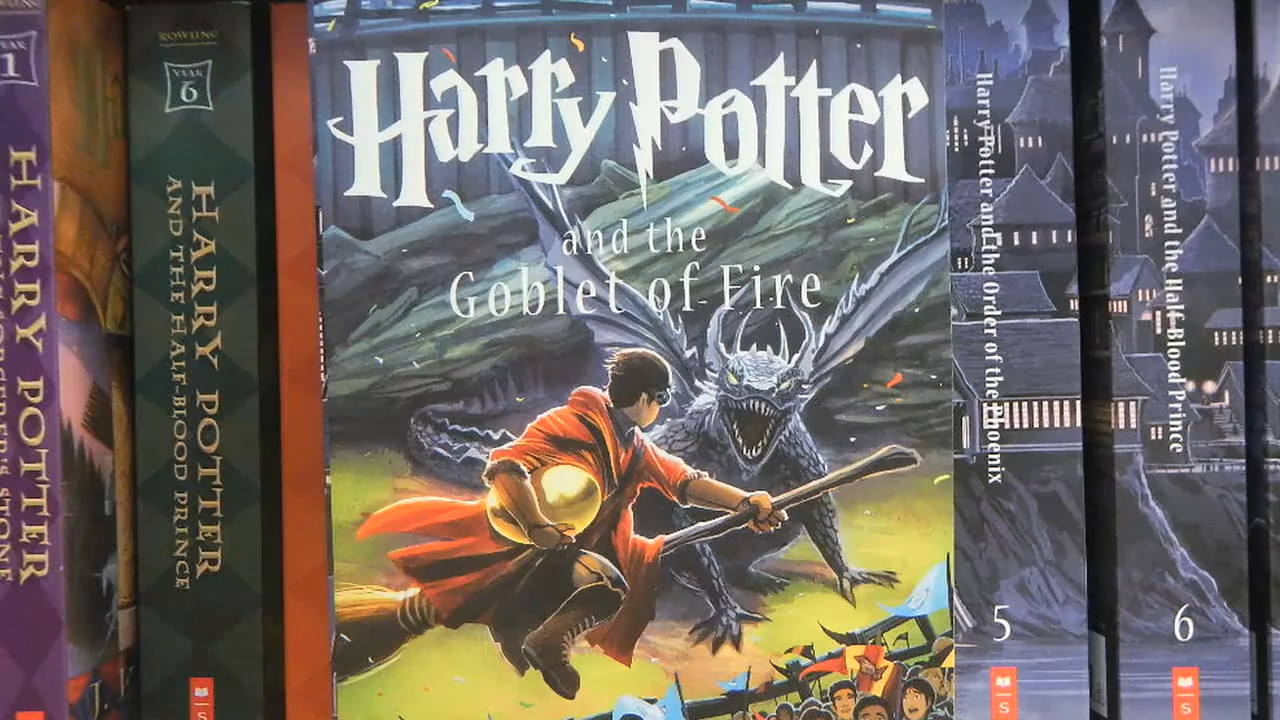 YEAR
1
HARRY POTTER
ROWLING
YEAR
6
HARRY POTTER
AND THE HALF-BLOOD PRINCE
S
Harry Potter
and the
Goblet of Fire
Harry Potter and the Order of the Phoenix
5
S
Harry Potter and the Half-Blood Prince
6
S